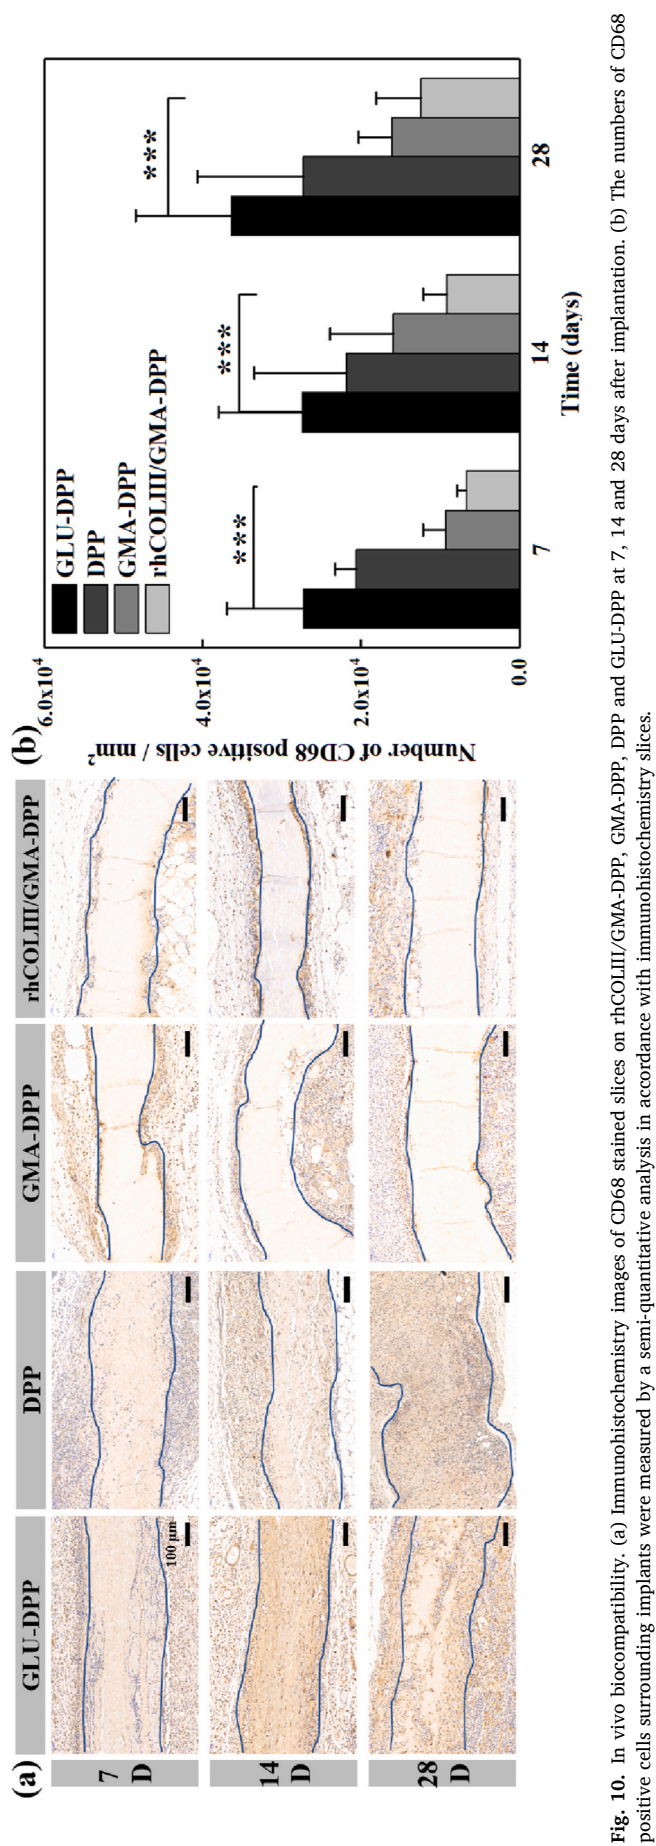 (a)
GLU-DPP
DPP
GMA-DPP
rhCOLIII/GMA-DPP
7
D
100 μm
14
D
28
D
(b)
Number of CD68 positive cells / mm²
6.0x10⁴
4.0x10⁴
2.0x10⁴
0.0
GLU-DPP
DPP
GMA-DPP
rhCOLIII/GMA-DPP
***
***
***
7
14
28
Time (days)
Fig. 10. In vivo biocompatibility. (a) Immunohistochemistry images of CD68 stained slices on rhCOLIII/GMA-DPP, GMA-DPP, DPP and GLU-DPP at 7, 14 and 28 days after implantation. (b) The numbers of CD68
positive cells surrounding implants were measured by a semi-quantitative analysis in accordance with immunohistochemistry slices.